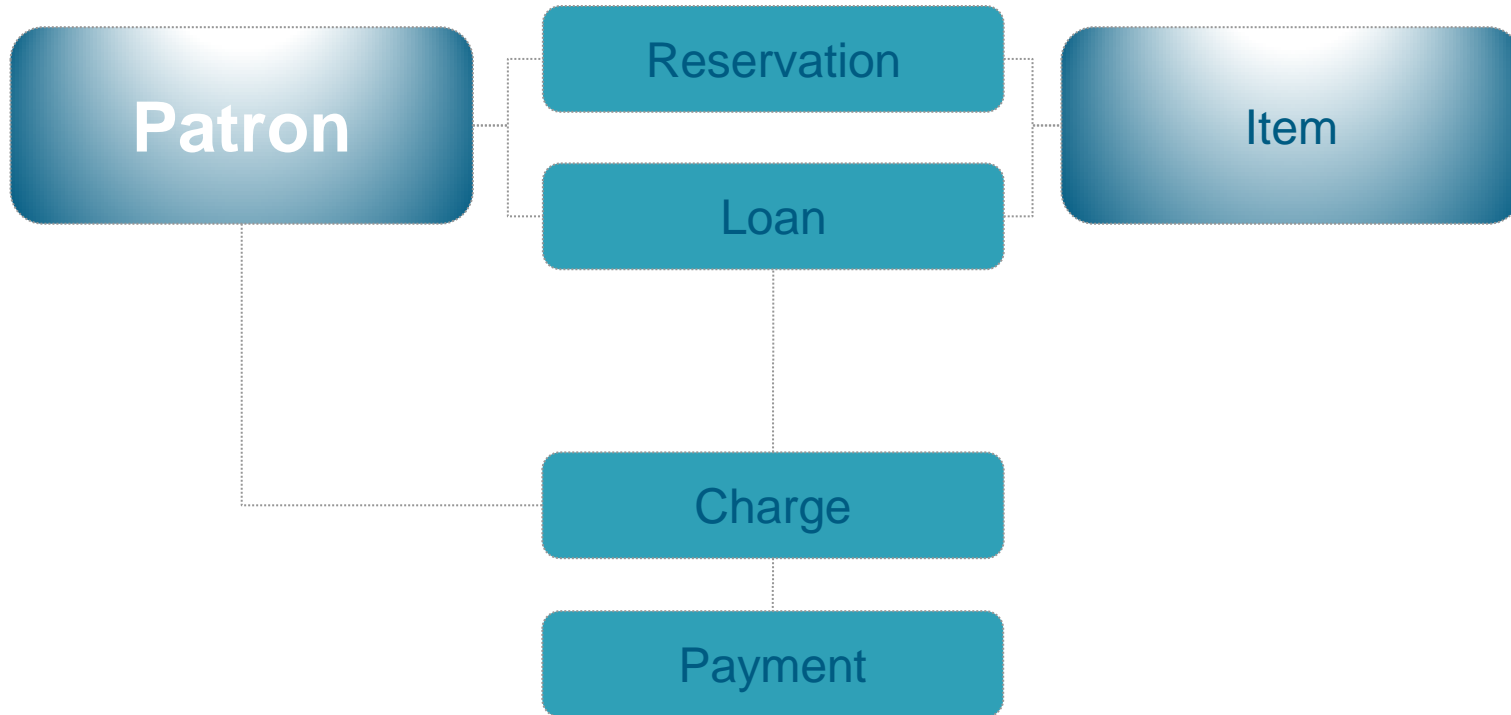 Reservation
Patron
Item
Loan
Charge
Payment